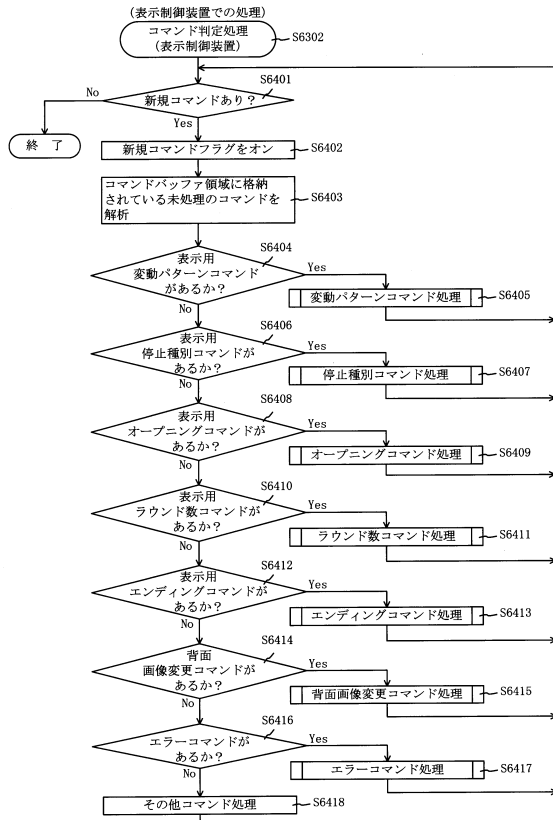 (表示制御装置での処理)
コマンド判定処理
(表示制御装置)
S6302
S6401
No
新規コマンドあり？
Yes
終 了
新規コマンドフラグをオン
S6402
コマンドバッファ領域に格納
されている未処理のコマンドを
解析
S6403
S6404
表示用
変動パターンコマンド
があるか？
Yes
変動パターンコマンド処理
S6405
No
S6406
表示用
停止種別コマンドが
あるか？
Yes
停止種別コマンド処理
S6407
No
S6408
表示用
オープニングコマンドが
あるか？
Yes
オープニングコマンド処理
S6409
No
S6410
表示用
ラウンド数コマンドが
あるか？
Yes
ラウンド数コマンド処理
S6411
No
S6412
表示用
エンディングコマンドが
あるか？
Yes
エンディングコマンド処理
S6413
No
S6414
背面
画像変更コマンドが
あるか？
Yes
背面画像変更コマンド処理
S6415
No
S6416
エラーコマンドが
あるか？
Yes
エラーコマンド処理
S6417
No
その他コマンド処理
S6418